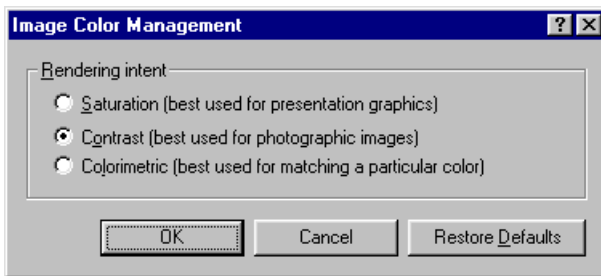 Image Color Management
Rendering intent
Saturation (best used for presentation graphics)
Contrast (best used for photographic images)
Colorimetric (best used for matching a particular color)
OK Cancel Restore Defaults